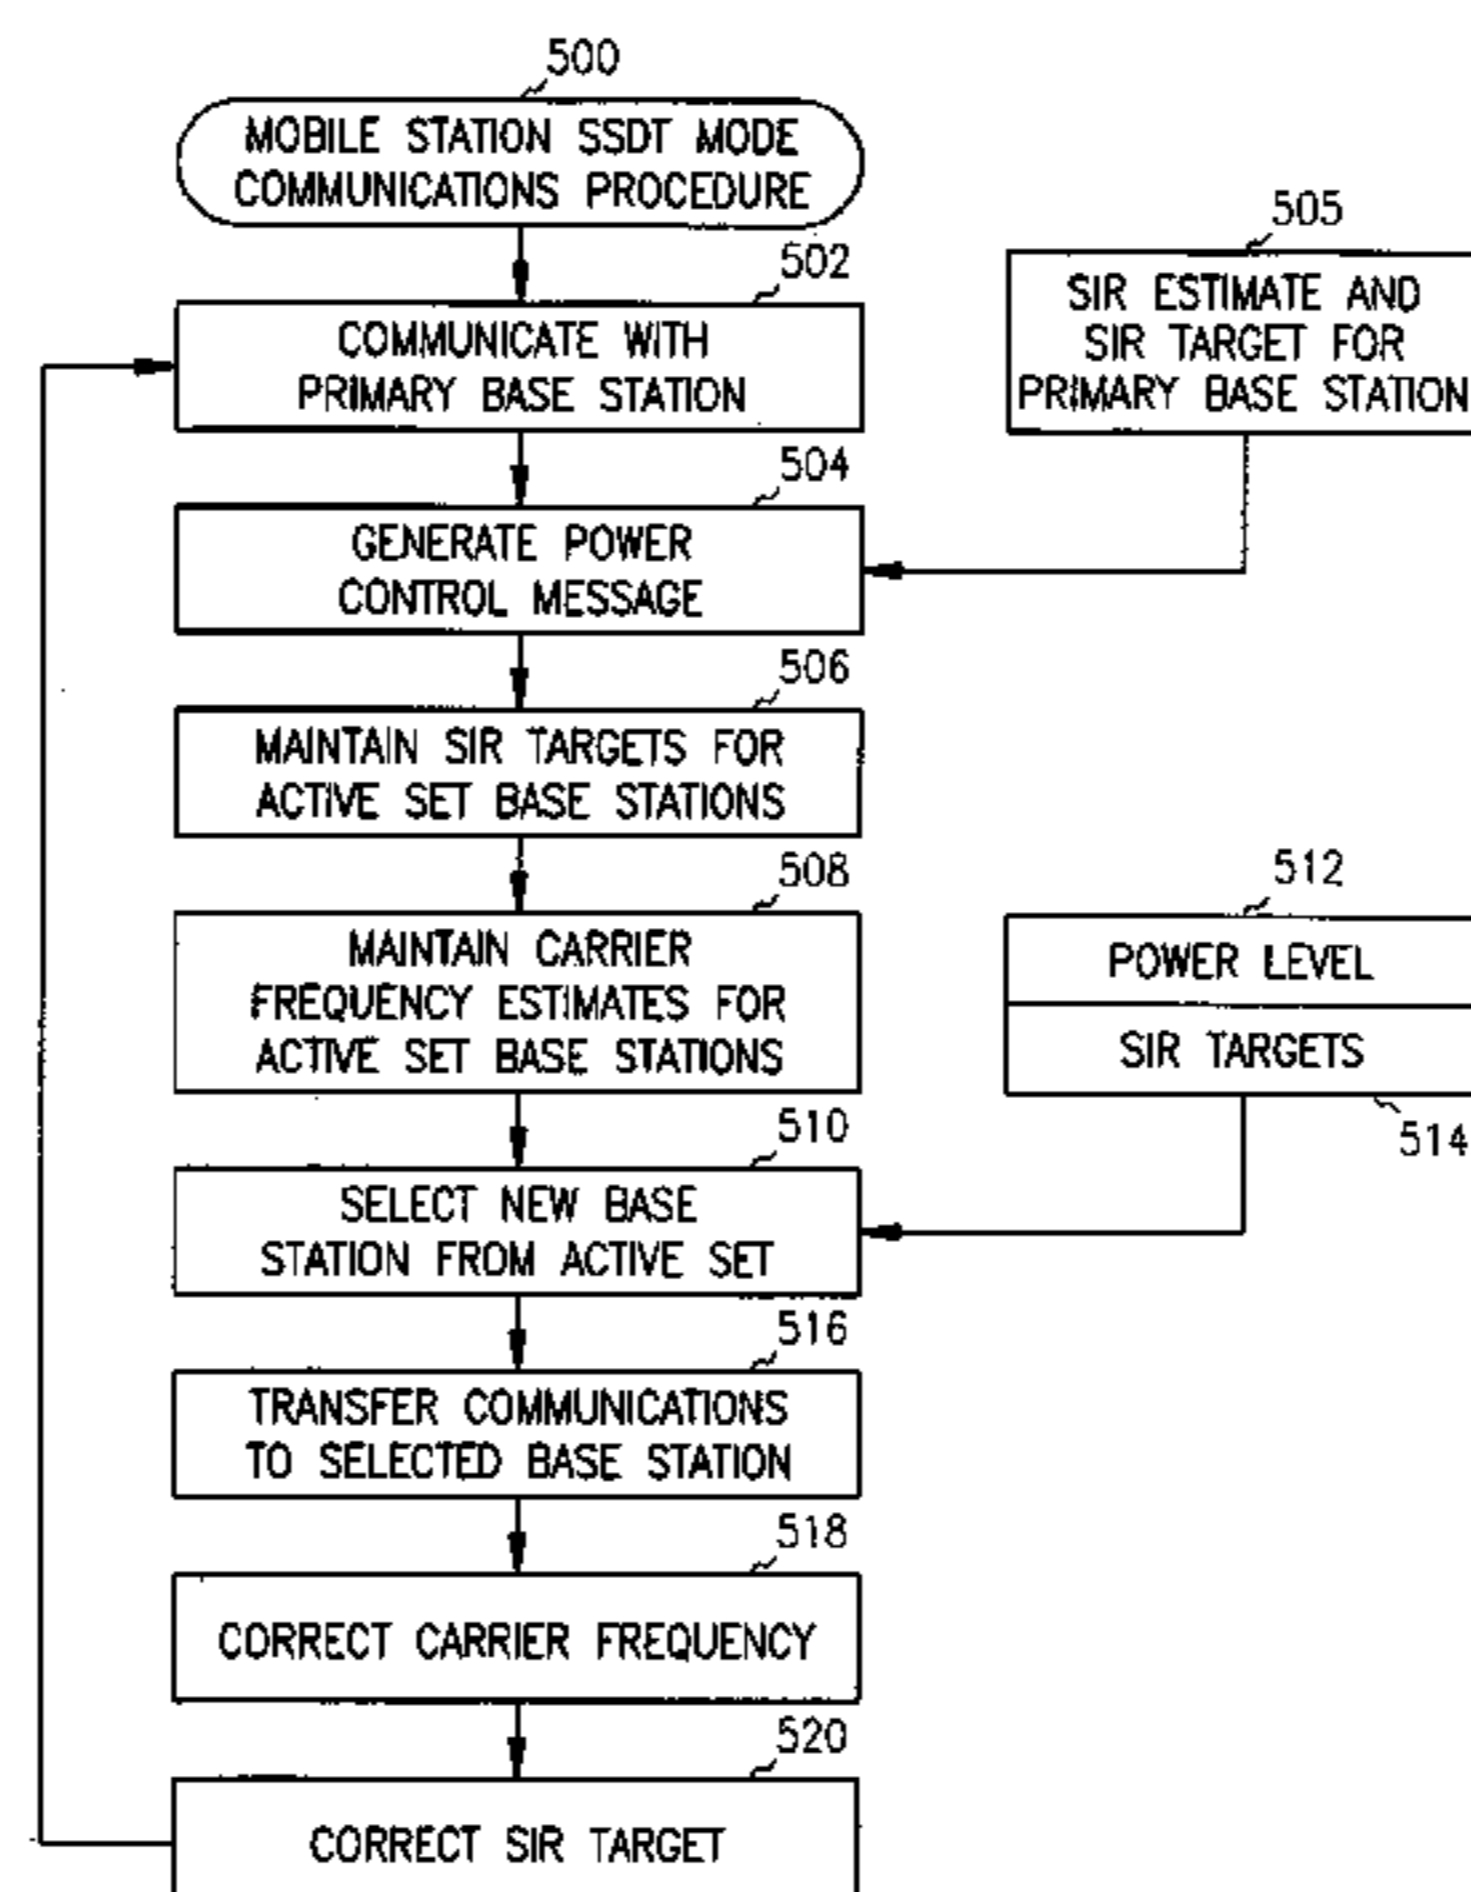 500
MOBILE STATION SSDT MODE
COMMUNICATIONS PROCEDURE
502
COMMUNICATE WITH
PRIMARY BASE STATION
505
SIR ESTIMATE AND
SIR TARGET FOR
PRIMARY BASE STATION
504
GENERATE POWER
CONTROL MESSAGE
506
MAINTAIN SIR TARGETS FOR
ACTIVE SET BASE STATIONS
508
MAINTAIN CARRIER
FREQUENCY ESTIMATES FOR
ACTIVE SET BASE STATIONS
512
POWER LEVEL
SIR TARGETS
514
510
SELECT NEW BASE
STATION FROM ACTIVE SET
516
TRANSFER COMMUNICATIONS
TO SELECTED BASE STATION
518
CORRECT CARRIER FREQUENCY
520
CORRECT SIR TARGET